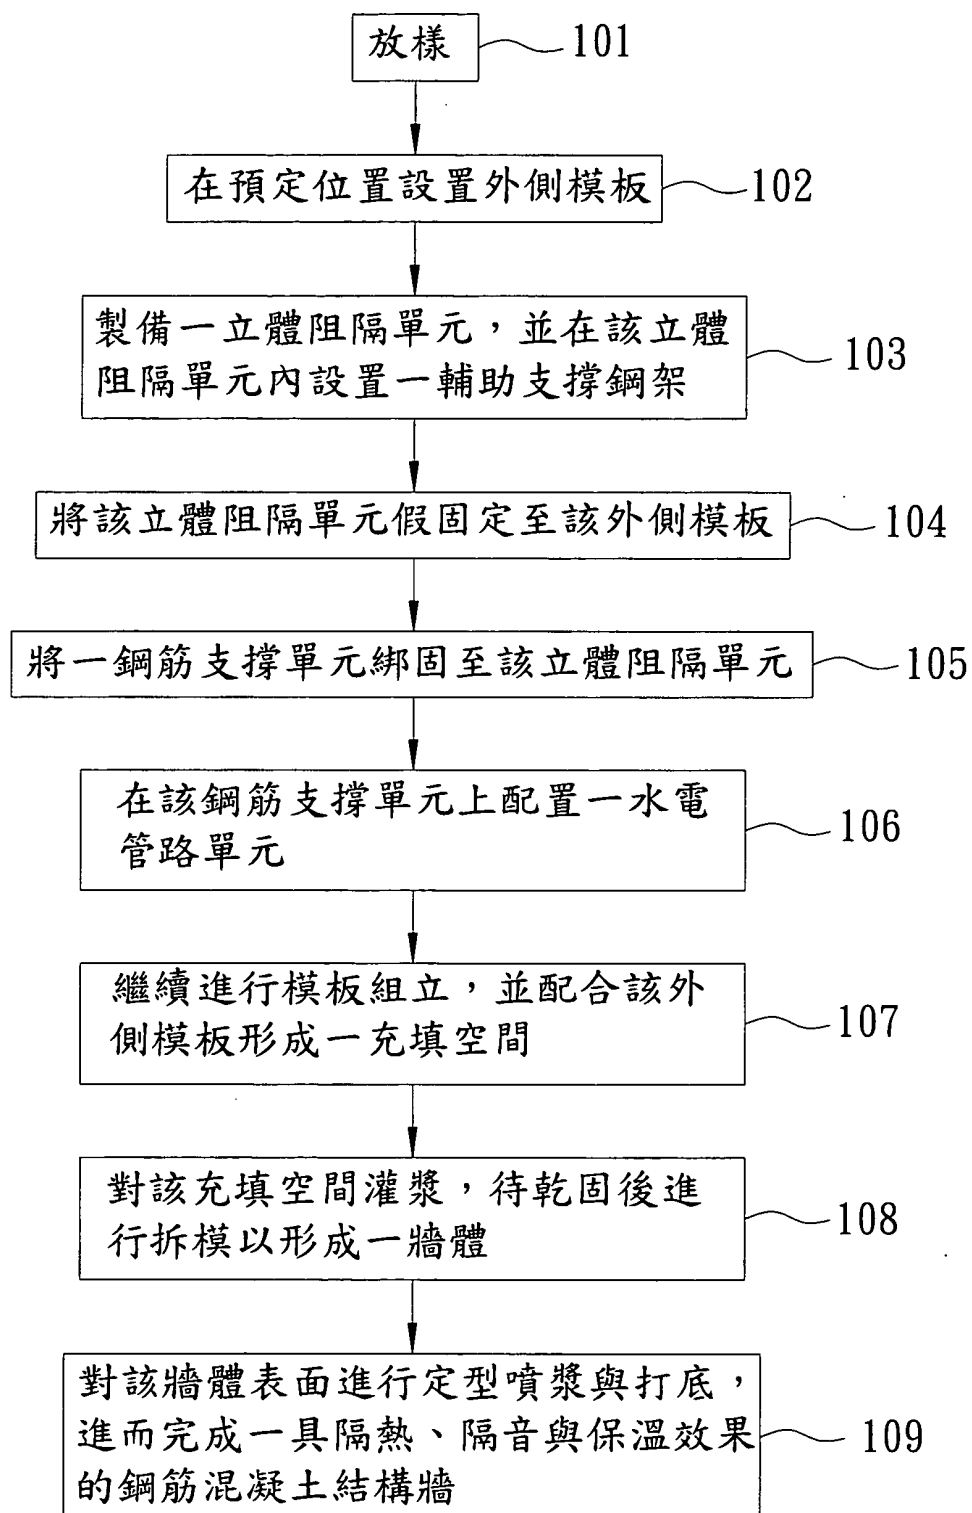 放樣
101
在預定位置設置外側模板
102
製備一立體阻隔單元，並在該立體
阻隔單元內設置一輔助支撐鋼架
103
將該立體阻隔單元假固定至該外側模板
104
將一鋼筋支撐單元綁固至該立體阻隔單元
105
在該鋼筋支撐單元上配置一水電
管路單元
106
繼續進行模板組立，並配合該外
側模板形成一充填空間
107
對該充填空間灌漿，待乾固後進
行拆模以形成一牆體
108
對該牆體表面進行定型噴漿與打底，
進而完成一具隔熱、隔音與保溫效果
的鋼筋混凝土結構牆
109